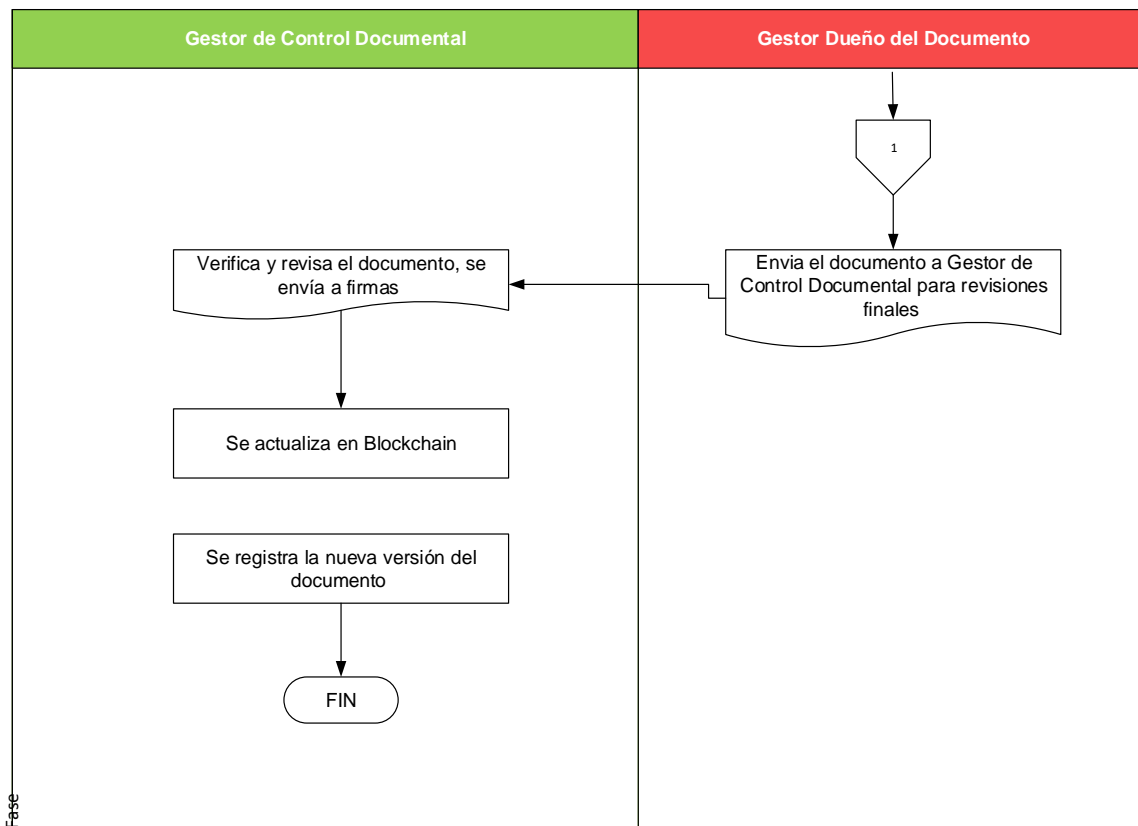 Gestor de Control Documental
Gestor Dueño del Documento
1
Envia el documento a Gestor de
Control Documental para revisiones
finales
Verifica y revisa el documento, se
envía a firmas
Se actualiza en Blockchain
Se registra la nueva versión del
documento
FIN
Fase